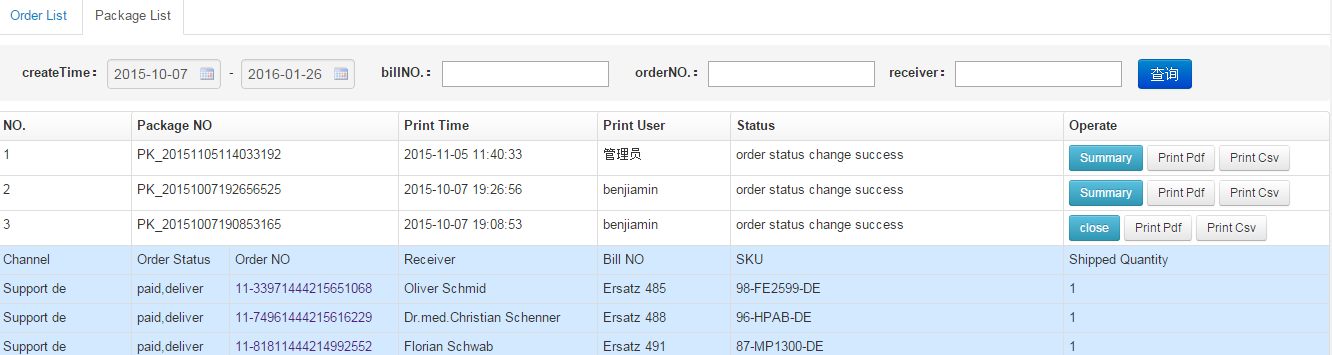 Order List Package List
createTime： 2015-10-07 - 2016-01-26 billNO.： orderNO.： receiver： 查询
NO. Package NO Print Time Print User Status Operate
1 PK_20151105114033192 2015-11-05 11:40:33 管理员 order status change success Summary Print Pdf Print Csv
2 PK_20151007192656525 2015-10-07 19:26:56 benjiamin order status change success Summary Print Pdf Print Csv
3 PK_20151007190853165 2015-10-07 19:08:53 benjiamin order status change success close Print Pdf Print Csv
Channel Order Status Order NO Receiver Bill NO SKU Shipped Quantity
Support de paid,deliver 11-33971444215651068 Oliver Schmid Ersatz 485 98-FE2599-DE 1
Support de paid,deliver 11-74961444215616229 Dr.med.Christian Schenner Ersatz 488 96-HPAB-DE 1
Support de paid,deliver 11-81811444214992552 Florian Schwab Ersatz 491 87-MP1300-DE 1